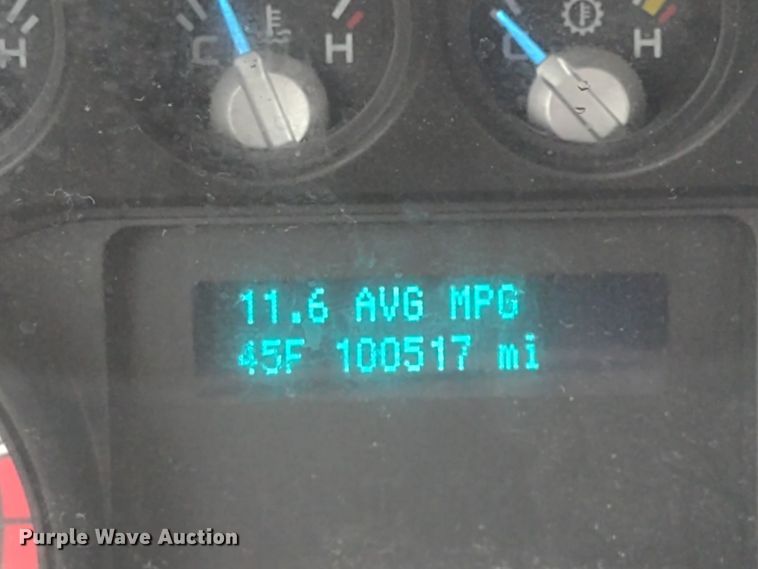 H
C H
C H
11.6 AVG MPG
45F 100517 mi
Purple Wave Auction